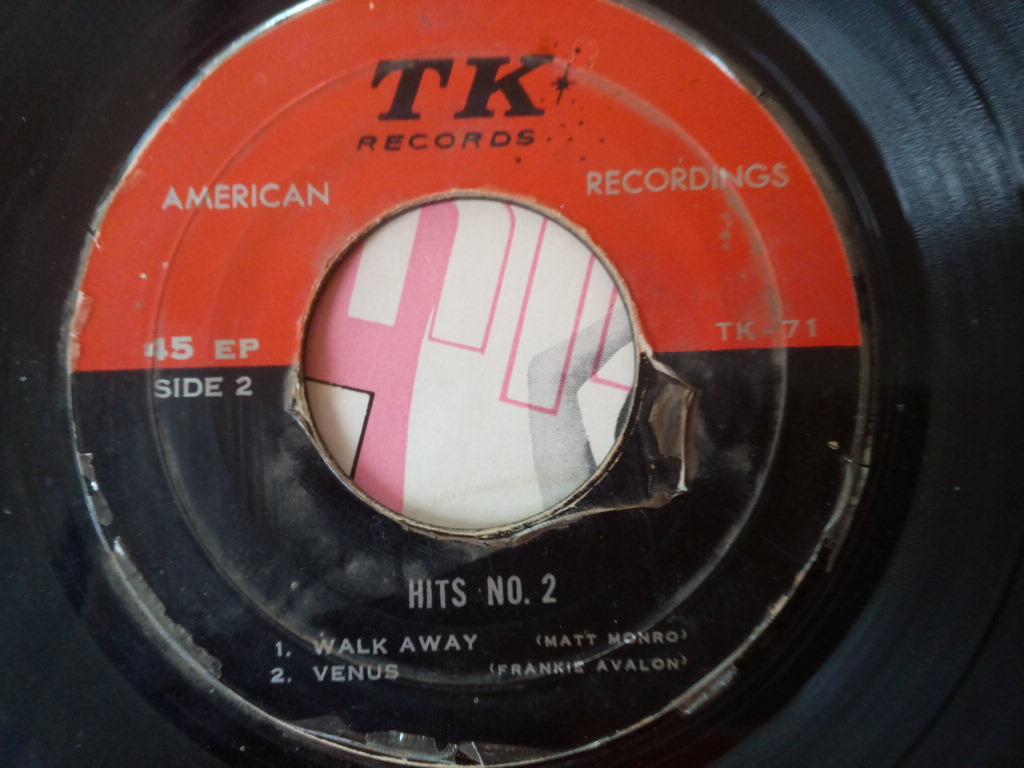 TK
RECORDS
AMERICAN RECORDINGS
45 EP TK-71
SIDE 2
HITS NO. 2
1. WALK AWAY (MATT MONRO)
2. VENUS (FRANKIE AVALON)